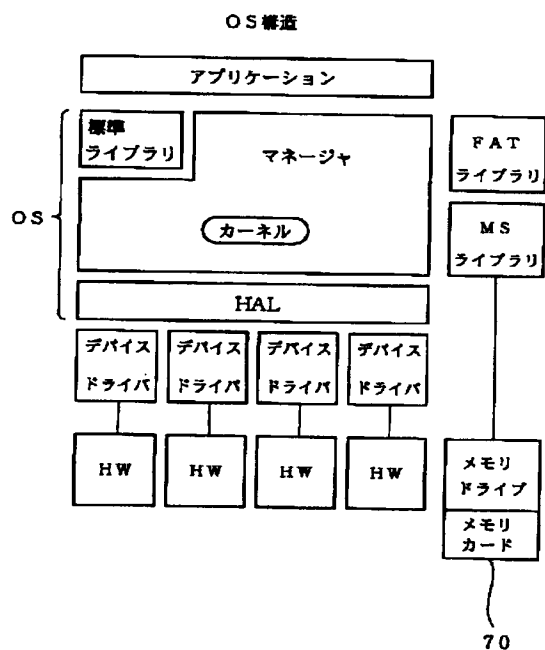 OS構造
アプリケーション
標準
ライブラリ
マネージャ
カーネル
OS
HAL
FAT
ライブラリ
MS
ライブラリ
デバイス
ドライバ
デバイス
ドライバ
デバイス
ドライバ
デバイス
ドライバ
HW
HW
HW
HW
メモリ
ドライブ
メモリ
カード
70